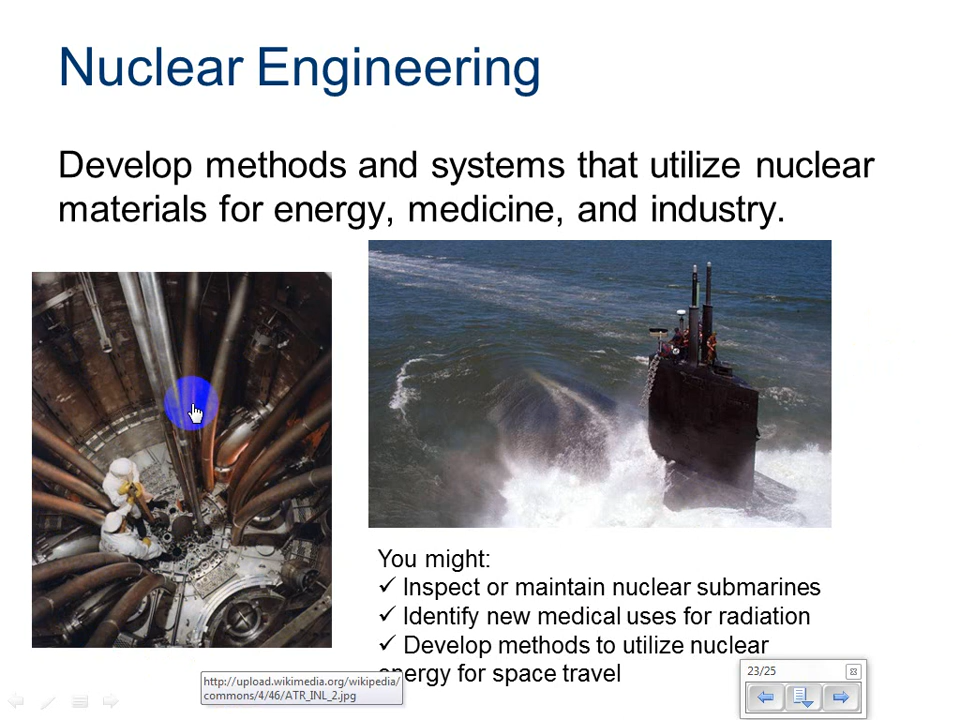 Nuclear Engineering
Develop methods and systems that utilize nuclear
materials for energy, medicine, and industry.
You might:
✓ Inspect or maintain nuclear submarines
✓ Identify new medical uses for radiation
✓ Develop methods to utilize nuclear
energy for space travel
http://upload.wikimedia.org/wikipedia/
commons/4/46/ATR_INL_2.jpg
23/25